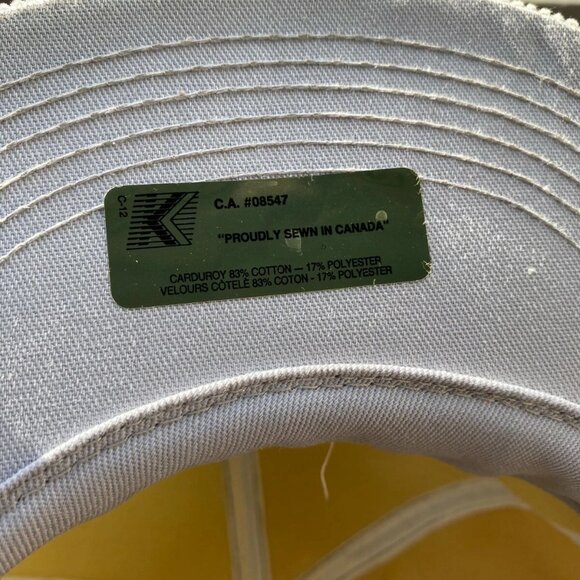 C-12
C.A. #08547
"PROUDLY SEWN IN CANADA"
CARDUROY 83% COTTON — 17% POLYESTER
VELOURS CÔTELÉ 83% COTON - 17% POLYESTER